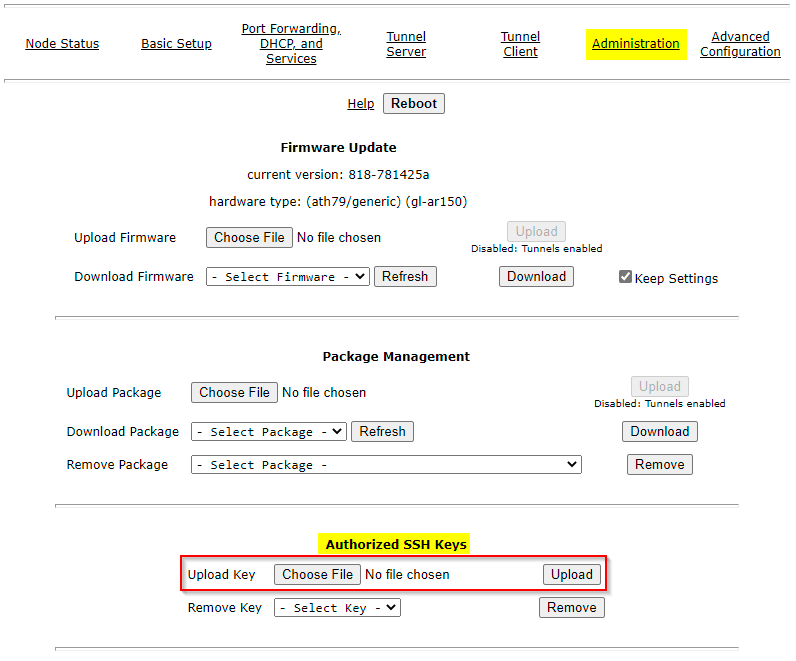 Node Status
Basic Setup
Port Forwarding,
DHCP, and
Services
Tunnel
Server
Tunnel
Client
Administration
Advanced
Configuration
Help Reboot
Firmware Update
current version: 818-781425a
hardware type: (ath79/generic) (gl-ar150)
Upload Firmware Choose File No file chosen Upload
Disabled: Tunnels enabled
Download Firmware - Select Firmware - Refresh Download Keep Settings
Package Management
Upload Package Choose File No file chosen Upload
Disabled: Tunnels enabled
Download Package - Select Package - Refresh Download
Remove Package - Select Package - Remove
Authorized SSH Keys
Upload Key Choose File No file chosen Upload
Remove Key - Select Key - Remove